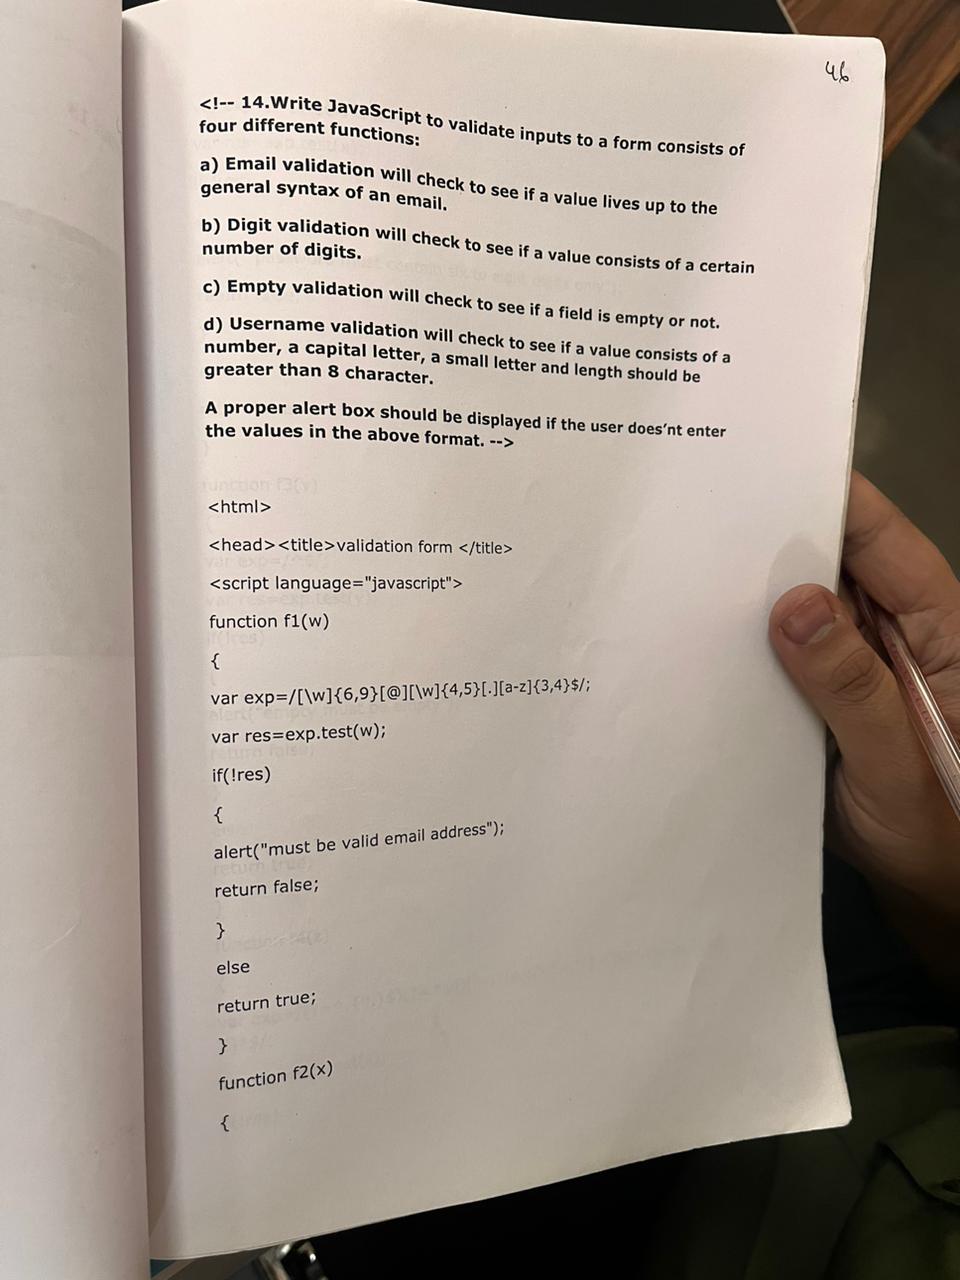 46
<!-- 14.Write JavaScript to validate inputs to a form consists of
four different functions:
a) Email validation will check to see if a value lives up to the
general syntax of an email.
b) Digit validation will check to see if a value consists of a certain
number of digits.
c) Empty validation will check to see if a field is empty or not.
d) Username validation will check to see if a value consists of a
number, a capital letter, a small letter and length should be
greater than 8 character.
A proper alert box should be displayed if the user does'nt enter
the values in the above format. -->
<html>
<head><title>validation form </title>
<script language="javascript">
function f1(w)
{
var exp=/[\w]{6,9}[@][\w]{4,5}[.][a-z]{3,4}$/;
var res=exp.test(w);
if(!res)
{
alert("must be valid email address");
return false;
}
else
return true;
}
function f2(x)
{